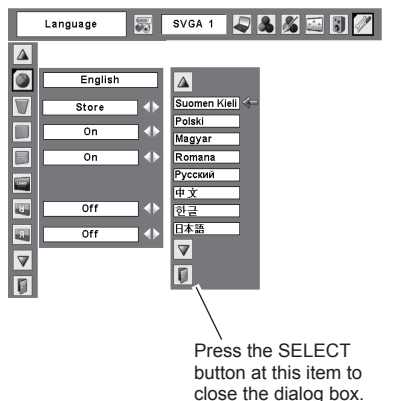 Language
SVGA 1
English
Store
On
On
Off
Off
Suomen Kieli
Polski
Magyar
Romana
Русский
中文
한글
日本語
Press the SELECT
button at this item to
close the dialog box.